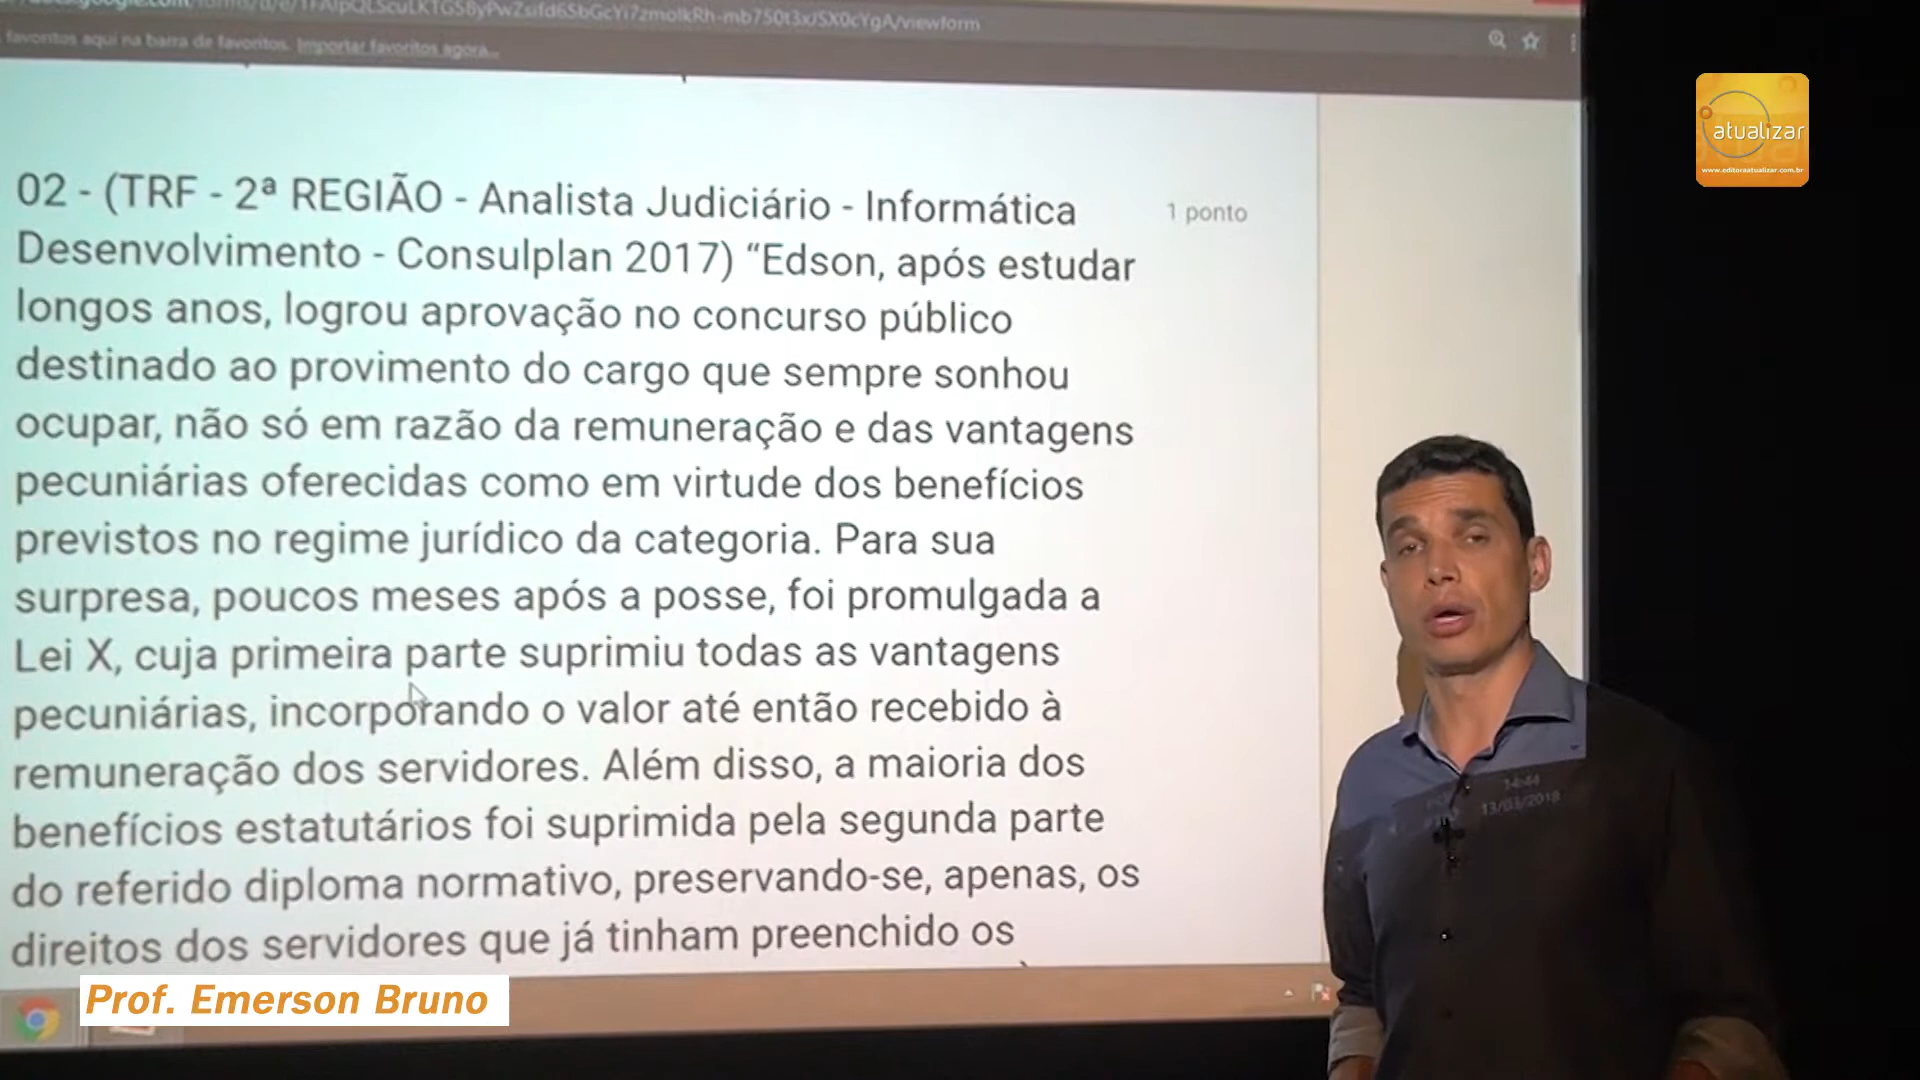 favoritos aqui na barra de favoritos. Importar favoritos agora...
02 - (TRF - 2ª REGIÃO - Analista Judiciário - Informática
1 ponto
Desenvolvimento - Consulplan 2017) “Edson, após estudar
longos anos, logrou aprovação no concurso público
destinado ao provimento do cargo que sempre sonhou
ocupar, não só em razão da remuneração e das vantagens
pecuniárias oferecidas como em virtude dos benefícios
previstos no regime jurídico da categoria. Para sua
surpresa, poucos meses após a posse, foi promulgada a
Lei X, cuja primeira parte suprimiu todas as vantagens
pecuniárias, incorporando o valor até então recebido à
remuneração dos servidores. Além disso, a maioria dos
benefícios estatutários foi suprimida pela segunda parte
do referido diploma normativo, preservando-se, apenas, os
direitos dos servidores que já tinham preenchido os
Prof. Emerson Bruno
atualizar
www.editoraatualizar.com.br
14:44
13/03/2018